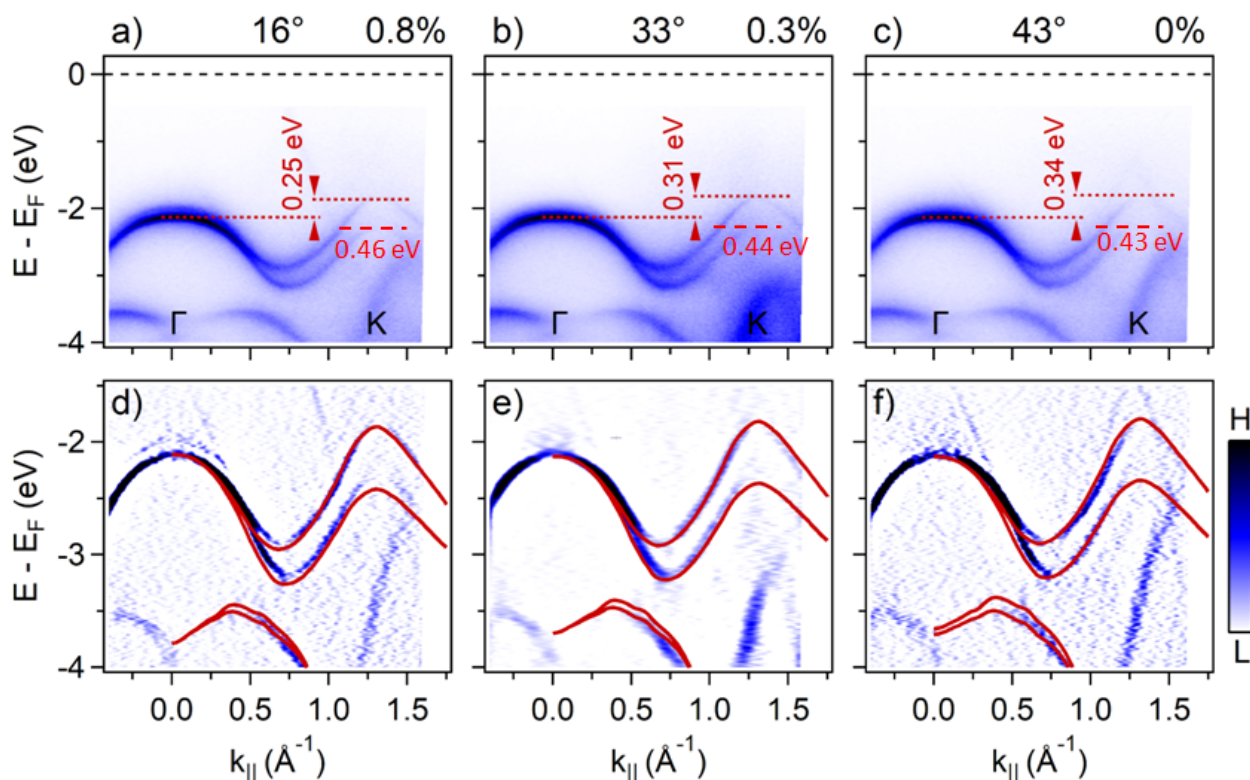 a) 16° 0.8%
b) 33° 0.3%
c) 43° 0%
E - E_F (eV)
0
-2
-4
0.25 eV
0.46 eV
Γ K
0.31 eV
0.44 eV
Γ K
0.34 eV
0.43 eV
Γ K
d)
e)
f)
E - E_F (eV)
-2
-3
-4
H
L
0.0 0.5 1.0 1.5
0.0 0.5 1.0 1.5
0.0 0.5 1.0 1.5
k_|| (Å⁻¹)
k_|| (Å⁻¹)
k_|| (Å⁻¹)